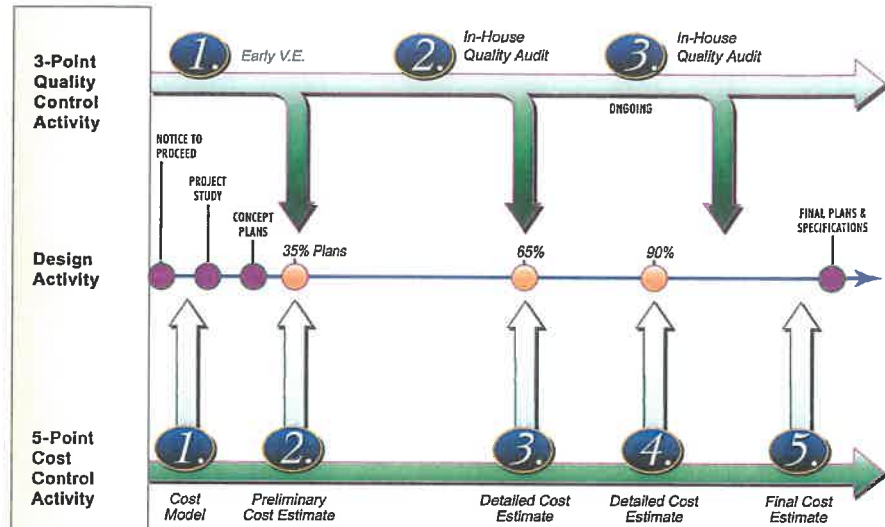 3-Point
Quality
Control
Activity
1.
Early V.E.
2.
In-House
Quality Audit
3.
In-House
Quality Audit
ONGOING
NOTICE TO
PROCEED
PROJECT
STUDY
CONCEPT
PLANS
35% Plans
65%
90%
FINAL PLANS &
SPECIFICATIONS
Design
Activity
5-Point
Cost
Control
Activity
1.
Cost
Model
2.
Preliminary
Cost Estimate
3.
Detailed Cost
Estimate
4.
Detailed Cost
Estimate
5.
Final Cost
Estimate